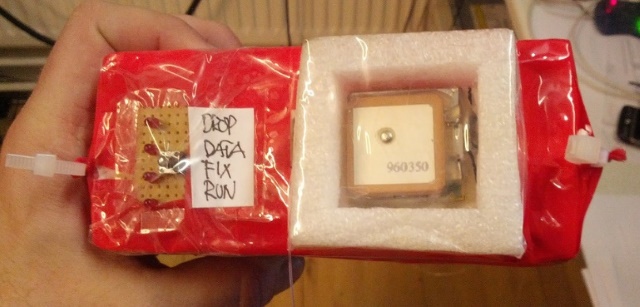 DROP
DATA
FIX
RUN
960350